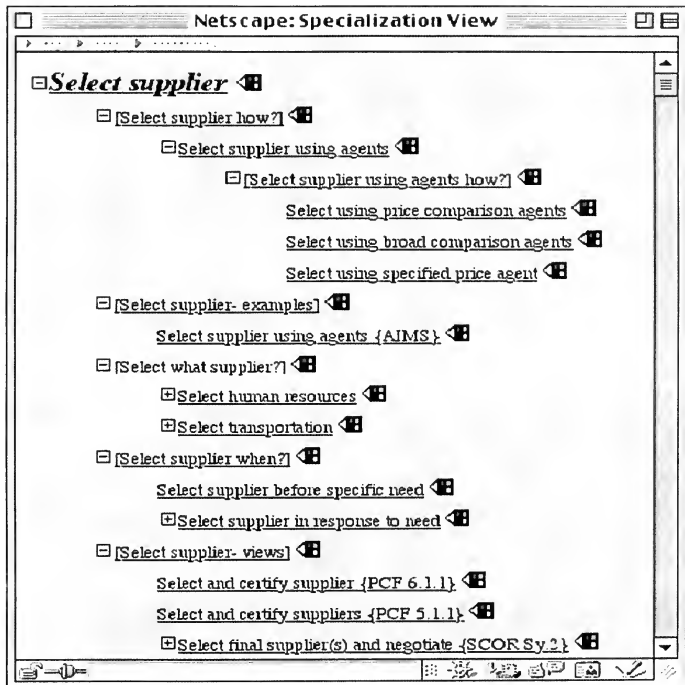 Netscape: Specialization View
Select supplier
[Select supplier how?]
Select supplier using agents
[Select supplier using agents how?]
Select using price comparison agents
Select using broad comparison agents
Select using specified price agent
[Select supplier- examples]
Select supplier using agents {AIMS}
[Select what supplier?]
Select human resources
Select transportation
[Select supplier when?]
Select supplier before specific need
Select supplier in response to need
[Select supplier- views]
Select and certify supplier {PCF 6.1.1}
Select and certify suppliers {PCF 5.1.1}
Select final supplier(s) and negotiate {SCOR Sy.2}